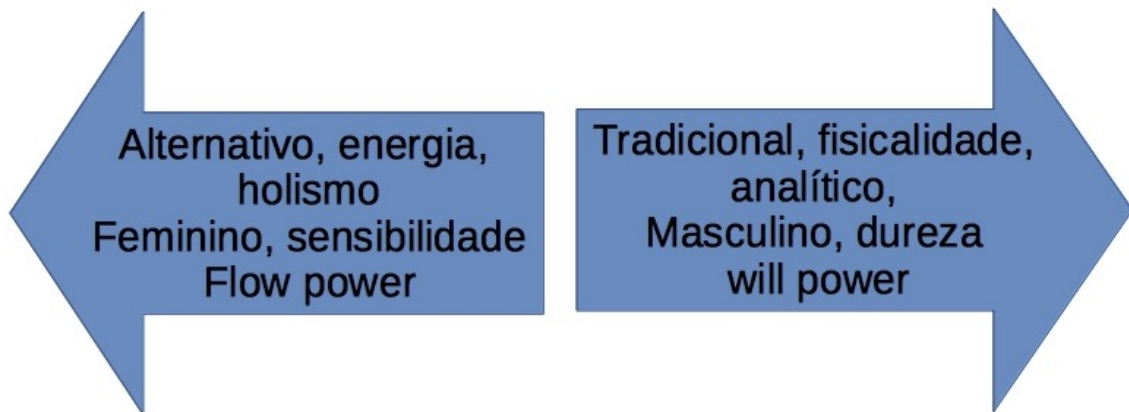 Alternativo, energia,
holismo
Feminino, sensibilidade
Flow power
Tradicional, fisicalidade,
analítico,
Masculino, dureza
will power